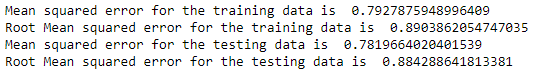 Mean squared error for the training data is  0.7927875948996409
Root Mean squared error for the training data is  0.8903862054747035
Mean squared error for the testing data is  0.7819664020401539
Root Mean squared error for the testing data is  0.884288641813381